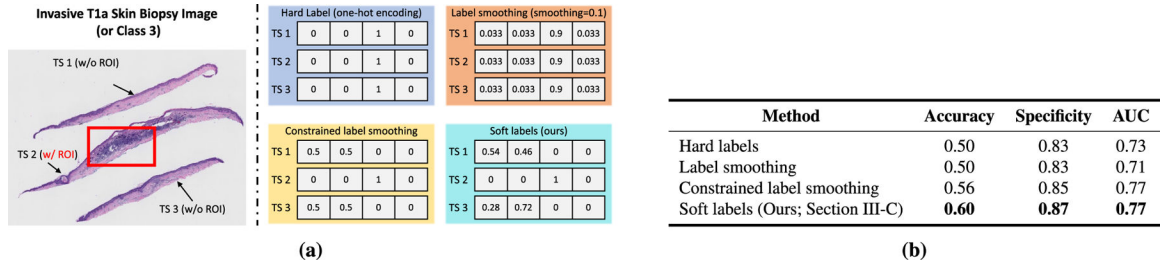 Invasive T1a Skin Biopsy Image
(or Class 3)
TS 1 (w/o ROI)
TS 2 (w/ ROI)
TS 3 (w/o ROI)
Hard Label (one-hot encoding)
TS 1 0 0 1 0
TS 2 0 0 1 0
TS 3 0 0 1 0
Label smoothing (smoothing=0.1)
TS 1 0.033 0.033 0.9 0.033
TS 2 0.033 0.033 0.9 0.033
TS 3 0.033 0.033 0.9 0.033
Constrained label smoothing
TS 1 0.5 0.5 0 0
TS 2 0 0 1 0
TS 3 0.5 0.5 0 0
Soft labels (ours)
TS 1 0.54 0.46 0 0
TS 2 0 0 1 0
TS 3 0.28 0.72 0 0
(a)
Method Accuracy Specificity AUC
Hard labels 0.50 0.83 0.73
Label smoothing 0.50 0.83 0.71
Constrained label smoothing 0.56 0.85 0.77
Soft labels (Ours; Section III-C) 0.60 0.87 0.77
(b)